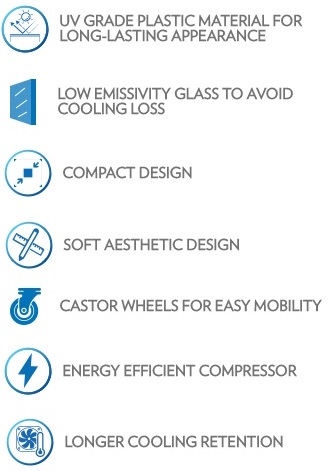 UV GRADE PLASTIC MATERIAL FOR
LONG-LASTING APPEARANCE
LOW EMISSIVITY GLASS TO AVOID
COOLING LOSS
COMPACT DESIGN
SOFT AESTHETIC DESIGN
CASTOR WHEELS FOR EASY MOBILITY
ENERGY EFFICIENT COMPRESSOR
LONGER COOLING RETENTION